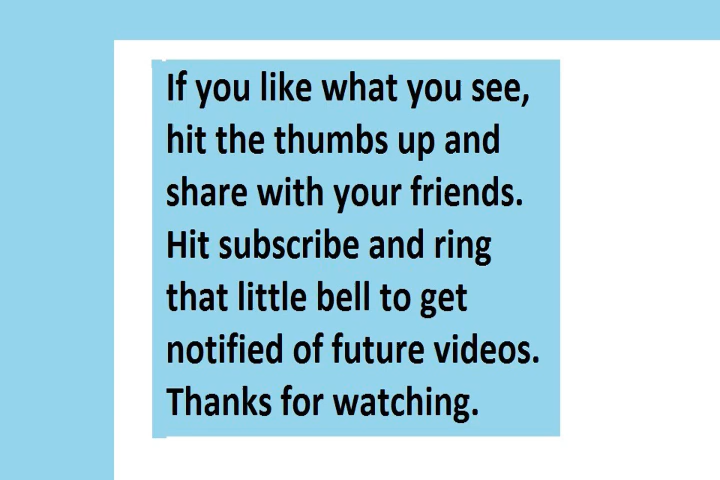 If you like what you see,
hit the thumbs up and
share with your friends.
Hit subscribe and ring
that little bell to get
notified of future videos.
Thanks for watching.